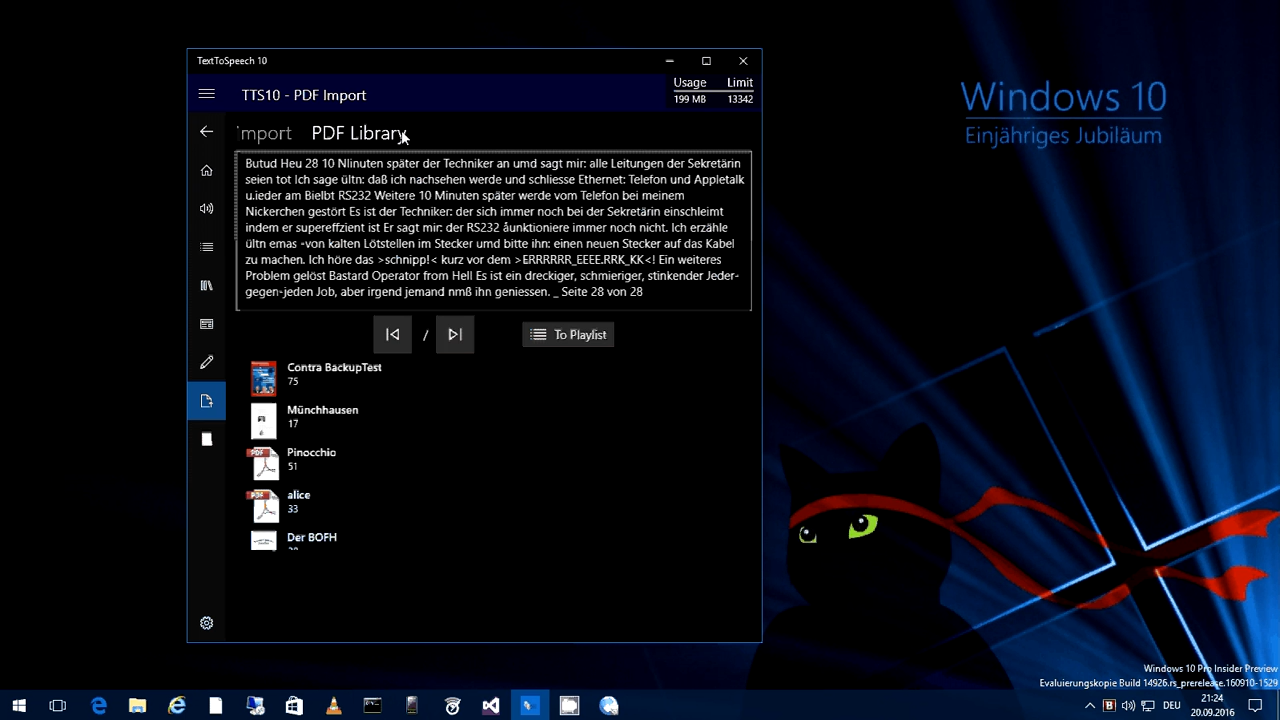 TextToSpeech 10
TTS10 - PDF Import
Usage Limit
199 MB 13342
Import PDF Library
Butud Heu 28 10 Nlinuten später der Techniker an umd sagt mir: alle Leitungen der Sekretärin
seien tot Ich sage ültn: daß ich nachsehen werde und schliesse Ethernet: Telefon und Appletalk
u.ieder am Bielbt RS232 Weitere 10 Minuten später werde vom Telefon bei meinem
Nickerchen gestört Es ist der Techniker: der sich immer noch bei der Sekretärin einschleimt
indem er supereffzient ist Er sagt mir: der RS232 åunktioniere immer noch nicht. Ich erzähle
ültn emas -von kalten Lötstellen im Stecker umd bitte ihn: einen neuen Stecker auf das Kabel
zu machen. Ich höre das >schnipp!< kurz vor dem >ERRRRRR_EEEE.RRK_KK<! Ein weiteres
Problem gelöst Bastard Operator from Hell Es ist ein dreckiger, schmieriger, stinkender Jeder-
gegen-jeden Job, aber irgend jemand nmß ihn geniessen. _ Seite 28 von 28
/
To Playlist
Contra BackupTest
75
Münchhausen
17
PDF
Pinocchio
51
PDF
alice
33
Der BOFH
Windows 10
Einjähriges Jubiläum
Windows 10 Pro Insider Preview
Evaluierungskopie Build 14926.rs_prerelease.160910-1529
DEU
21:24
20.09.2016